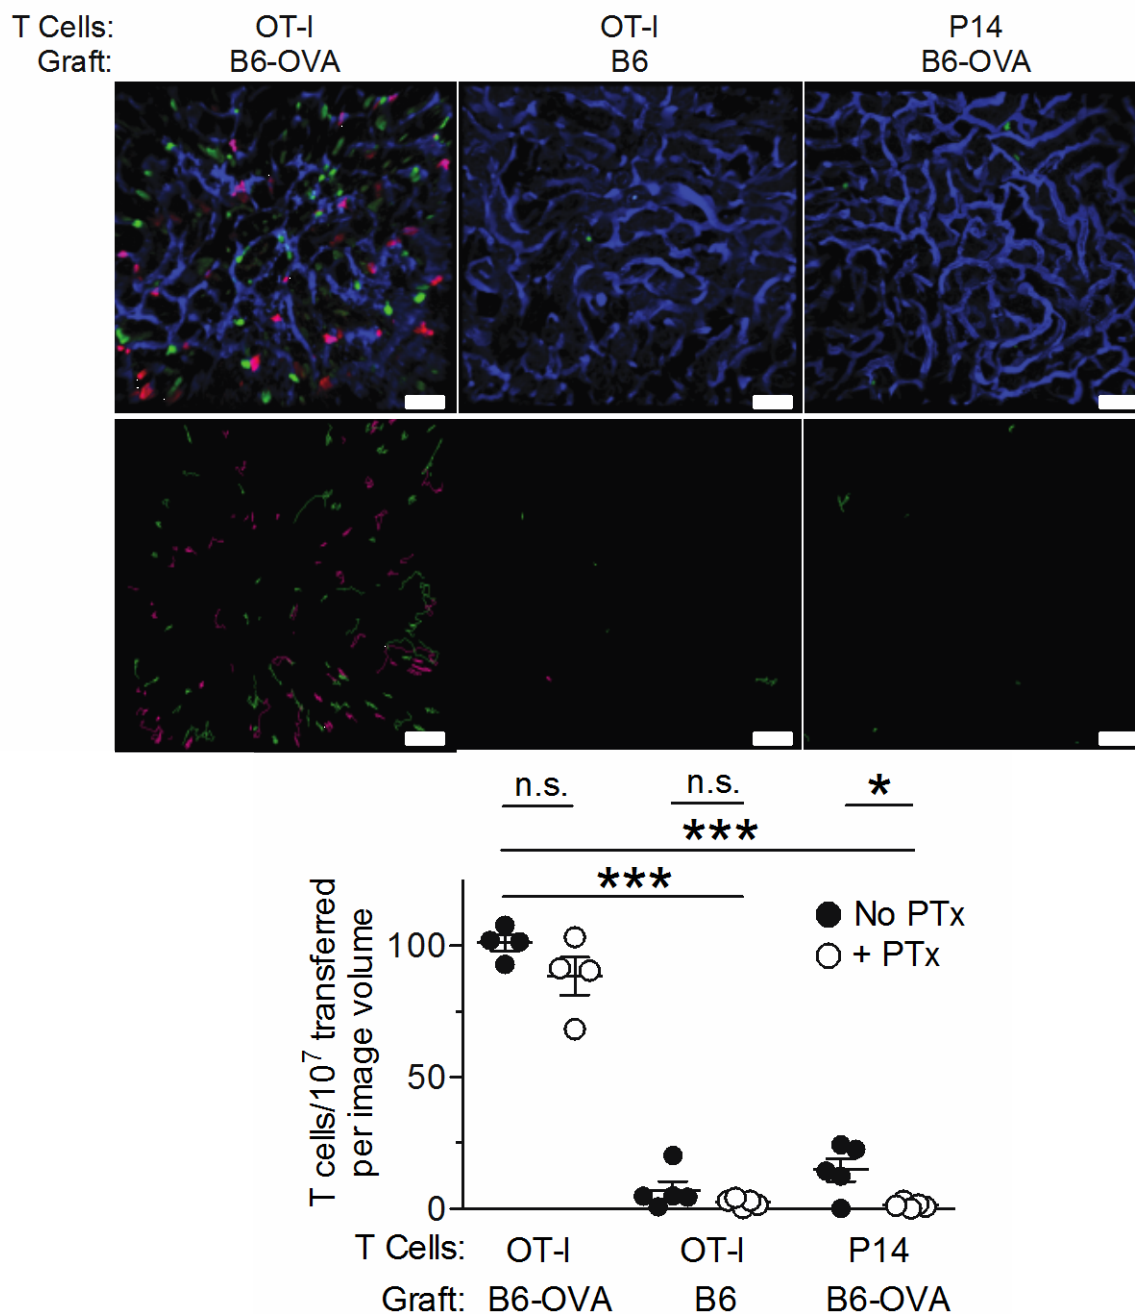 T Cells: OT-I OT-I P14
Graft: B6-OVA B6 B6-OVA
n.s. n.s. *
***
***
No PTx
+ PTx
T cells/10⁷ transferred
per image volume
100
50
0
T Cells: OT-I OT-I P14
Graft: B6-OVA B6 B6-OVA